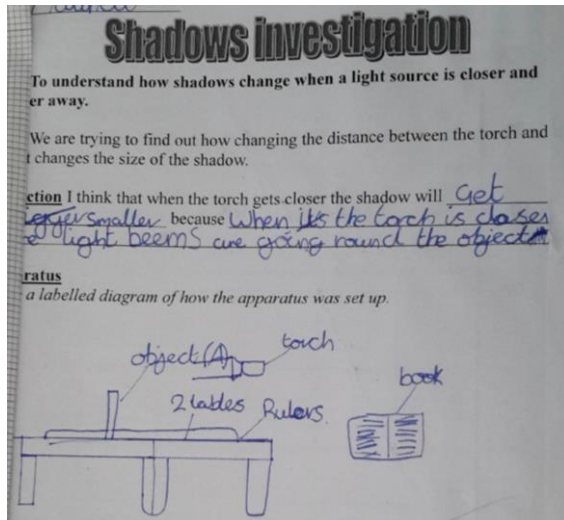 Shadows investigation
To understand how shadows change when a light source is closer and
er away.
We are trying to find out how changing the distance between the torch and
t changes the size of the shadow.
ction I think that when the torch gets closer the shadow will Get
smaller because when the torch is closer
light beems are going round the object
ratus
a labelled diagram of how the apparatus was set up.
object (A) torch
book
2 tables Rulers.